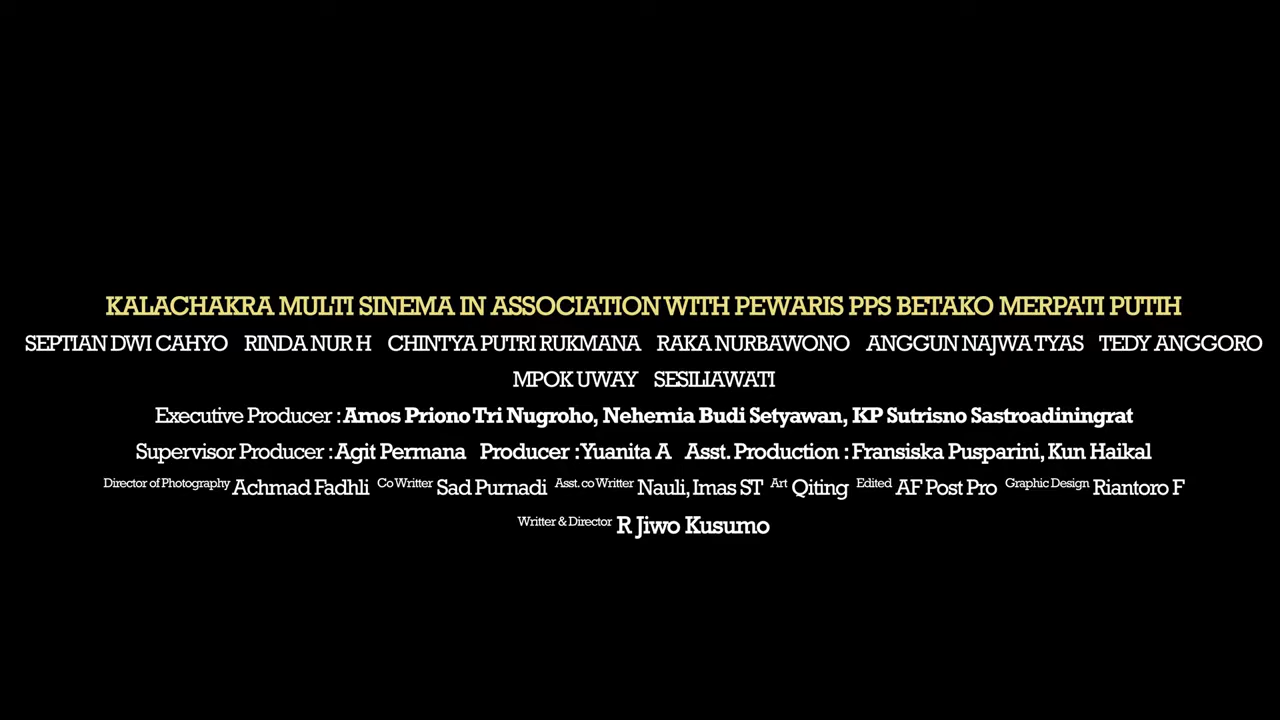 KALACHAKRA MULTI SINEMA IN ASSOCIATION WITH PEWARIS PPS BETAKO MERPATI PUTIH
SEPTIAN DWI CAHYO RINDA NUR H CHINTYA PUTRI RUKMANA RAKA NURBAWONO ANGGUN NAJWA TYAS TEDY ANGGORO
MPOK UWAY SESILIAWATI
Executive Producer : Amos Priono Tri Nugroho, Nehemia Budi Setyawan, KP Sutrisno Sastroadiningrat
Supervisor Producer : Agit Permana Producer : Yuanita A Asst. Production : Fransiska Pusparini, Kun Haikal
Director of Photography Achmad Fadhli Co Writter Sad Purnadi Asst. co Writter Nauli, Imas ST Art Qiting Edited AF Post Pro Graphic Design Riantoro F
Writter & Director R Jiwo Kusumo